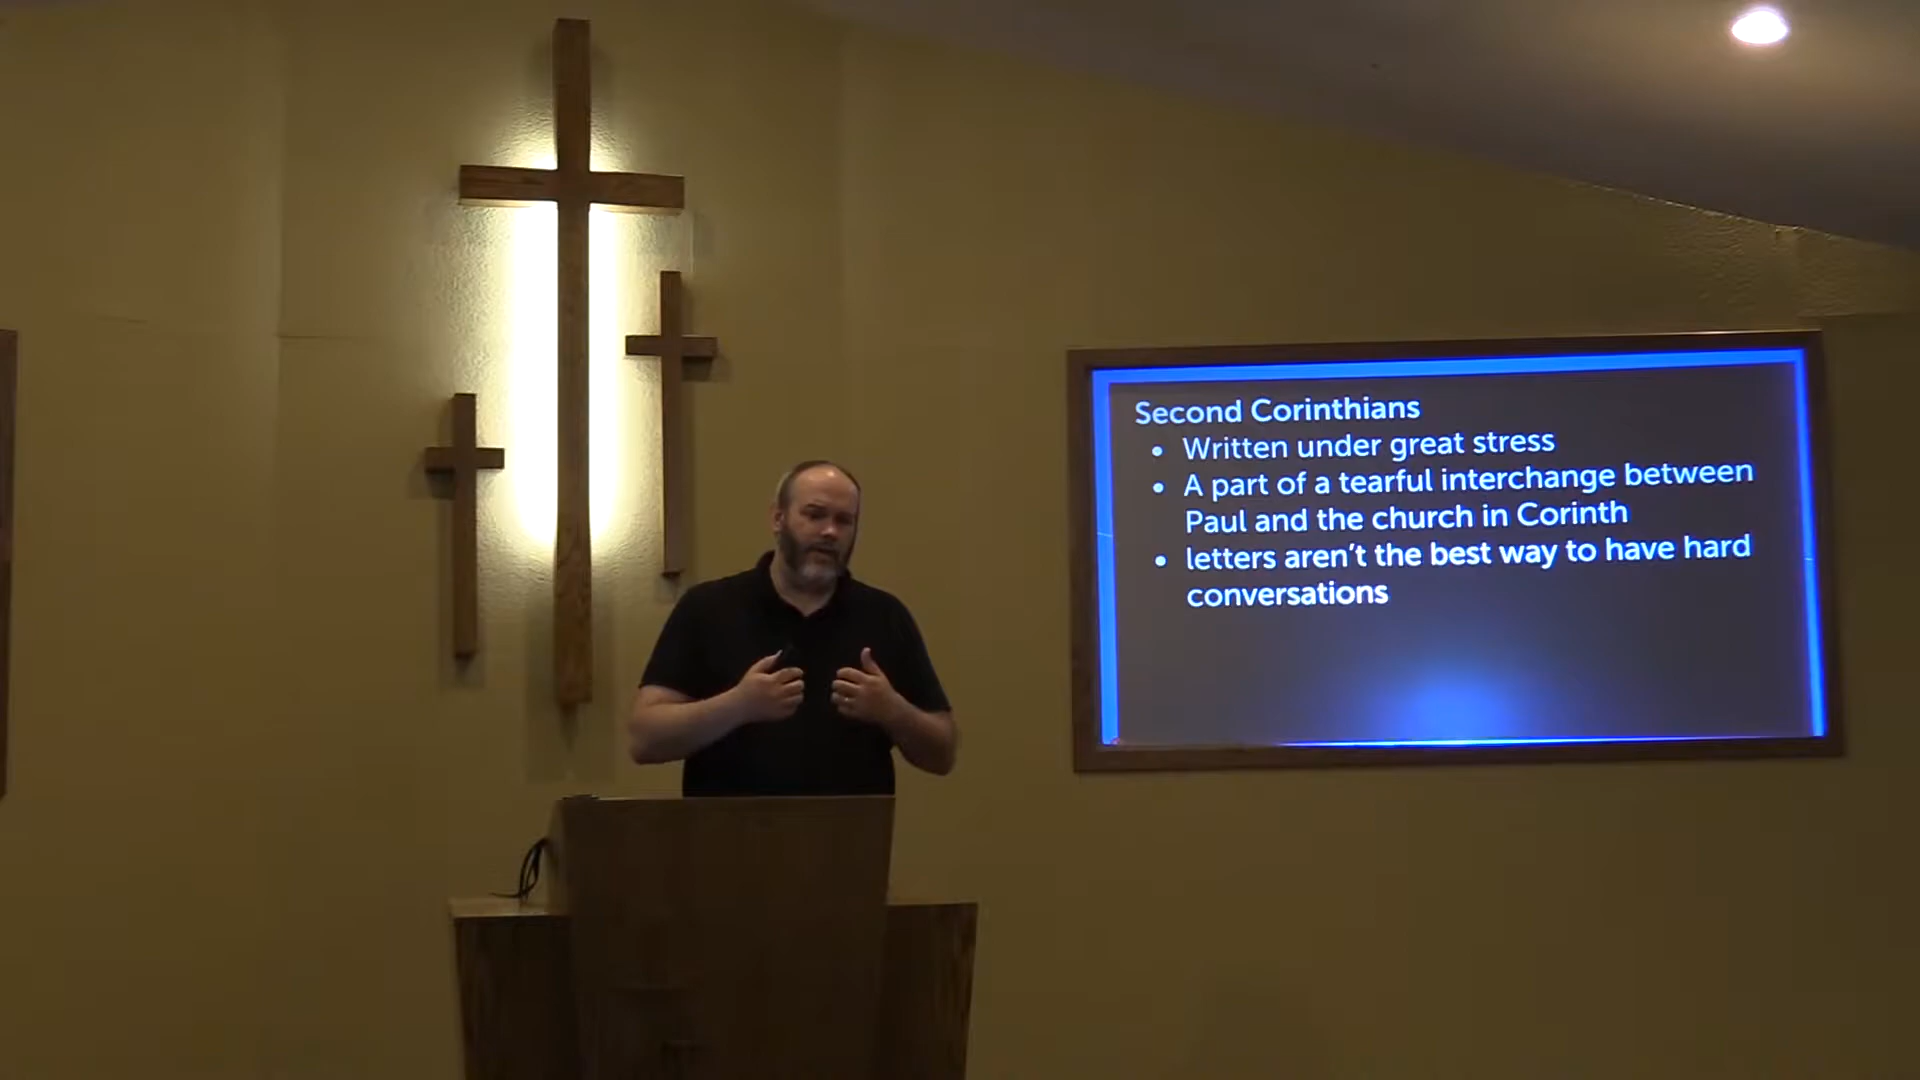 Second Corinthians
• Written under great stress
• A part of a tearful interchange between
Paul and the church in Corinth
• letters aren't the best way to have hard
conversations